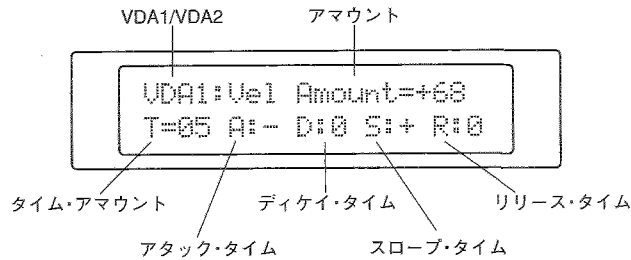 VDA1/VDA2 アマウント
VDA1:Vel Amount=+68
T=05 A:- D:0 S:+ R:0
タイム・アマウント ディケイ・タイム リリース・タイム
アタック・タイム スロープ・タイム